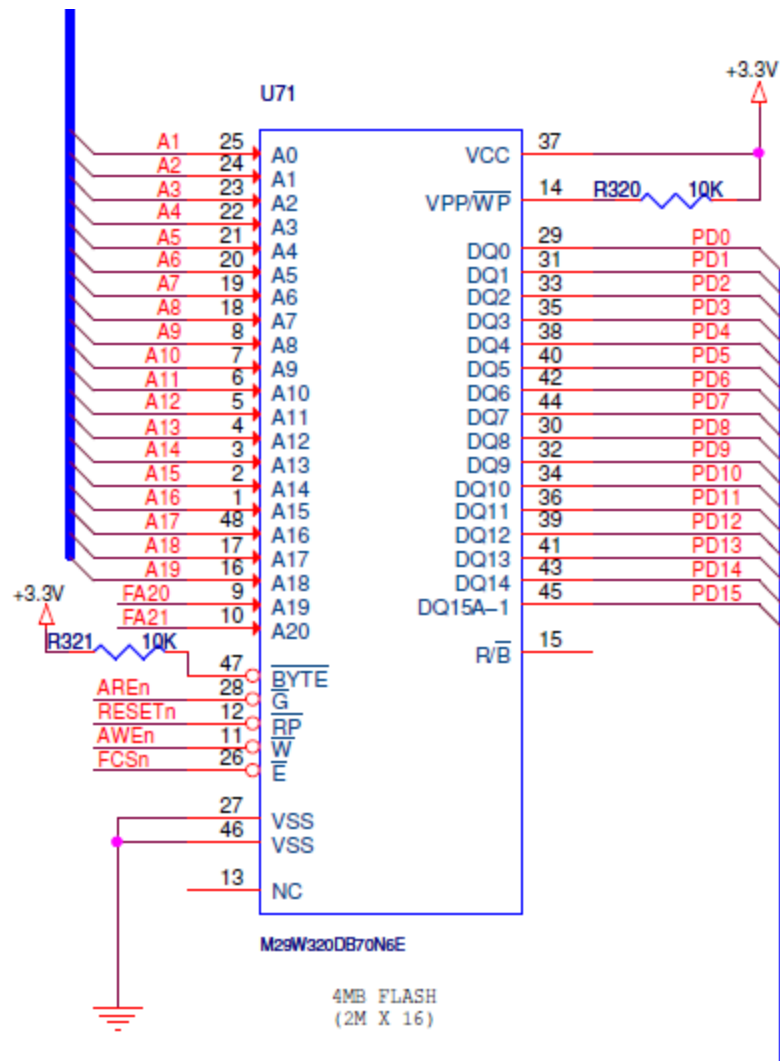 +3.3V
U71
A1 25 A0 VCC 37
A2 24 A1
A3 23 A2 VPP/WP 14 R320 10K
A4 22 A3
A5 21 A4 DQ0 29 PD0
A6 20 A5 DQ1 31 PD1
A7 19 A6 DQ2 33 PD2
A8 18 A7 DQ3 35 PD3
A9 8 A8 DQ4 38 PD4
A10 7 A9 DQ5 40 PD5
A11 6 A10 DQ6 42 PD6
A12 5 A11 DQ7 44 PD7
A13 4 A12 DQ8 30 PD8
A14 3 A13 DQ9 32 PD9
A15 2 A14 DQ10 34 PD10
A16 1 A15 DQ11 36 PD11
A17 48 A16 DQ12 39 PD12
A18 17 A17 DQ13 41 PD13
A19 16 A18 DQ14 43 PD14
+3.3V
FA20 9 A19 DQ15A-1 45 PD15
FA21 10 A20
R321 10K
R/B 15
47 BYTE
AREn 28 G
RESETn 12 RP
AWEn 11 W
FCSn 26 E
27 VSS
46 VSS
13 NC
M29W320DB70N6E
4MB FLASH
(2M X 16)